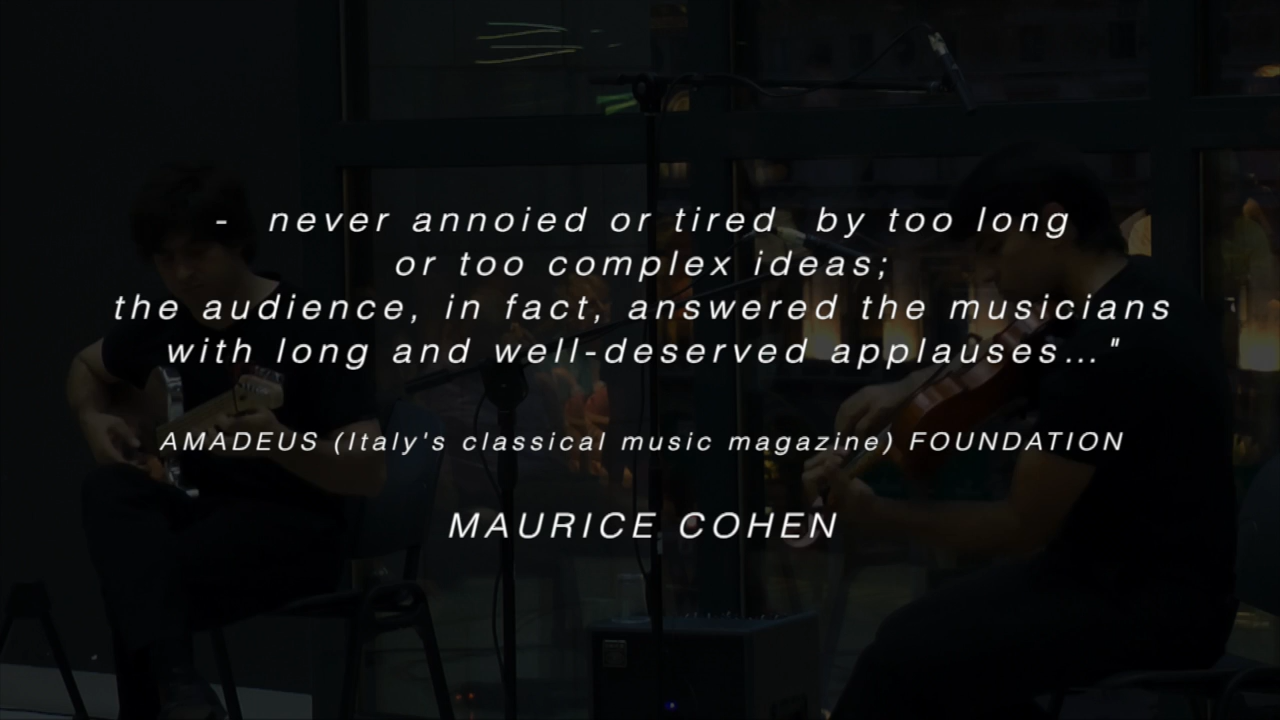 - never annoied or tired by too long
or too complex ideas;
the audience, in fact, answered the musicians
with long and well-deserved applauses..."
AMADEUS (Italy's classical music magazine) FOUNDATION
MAURICE COHEN